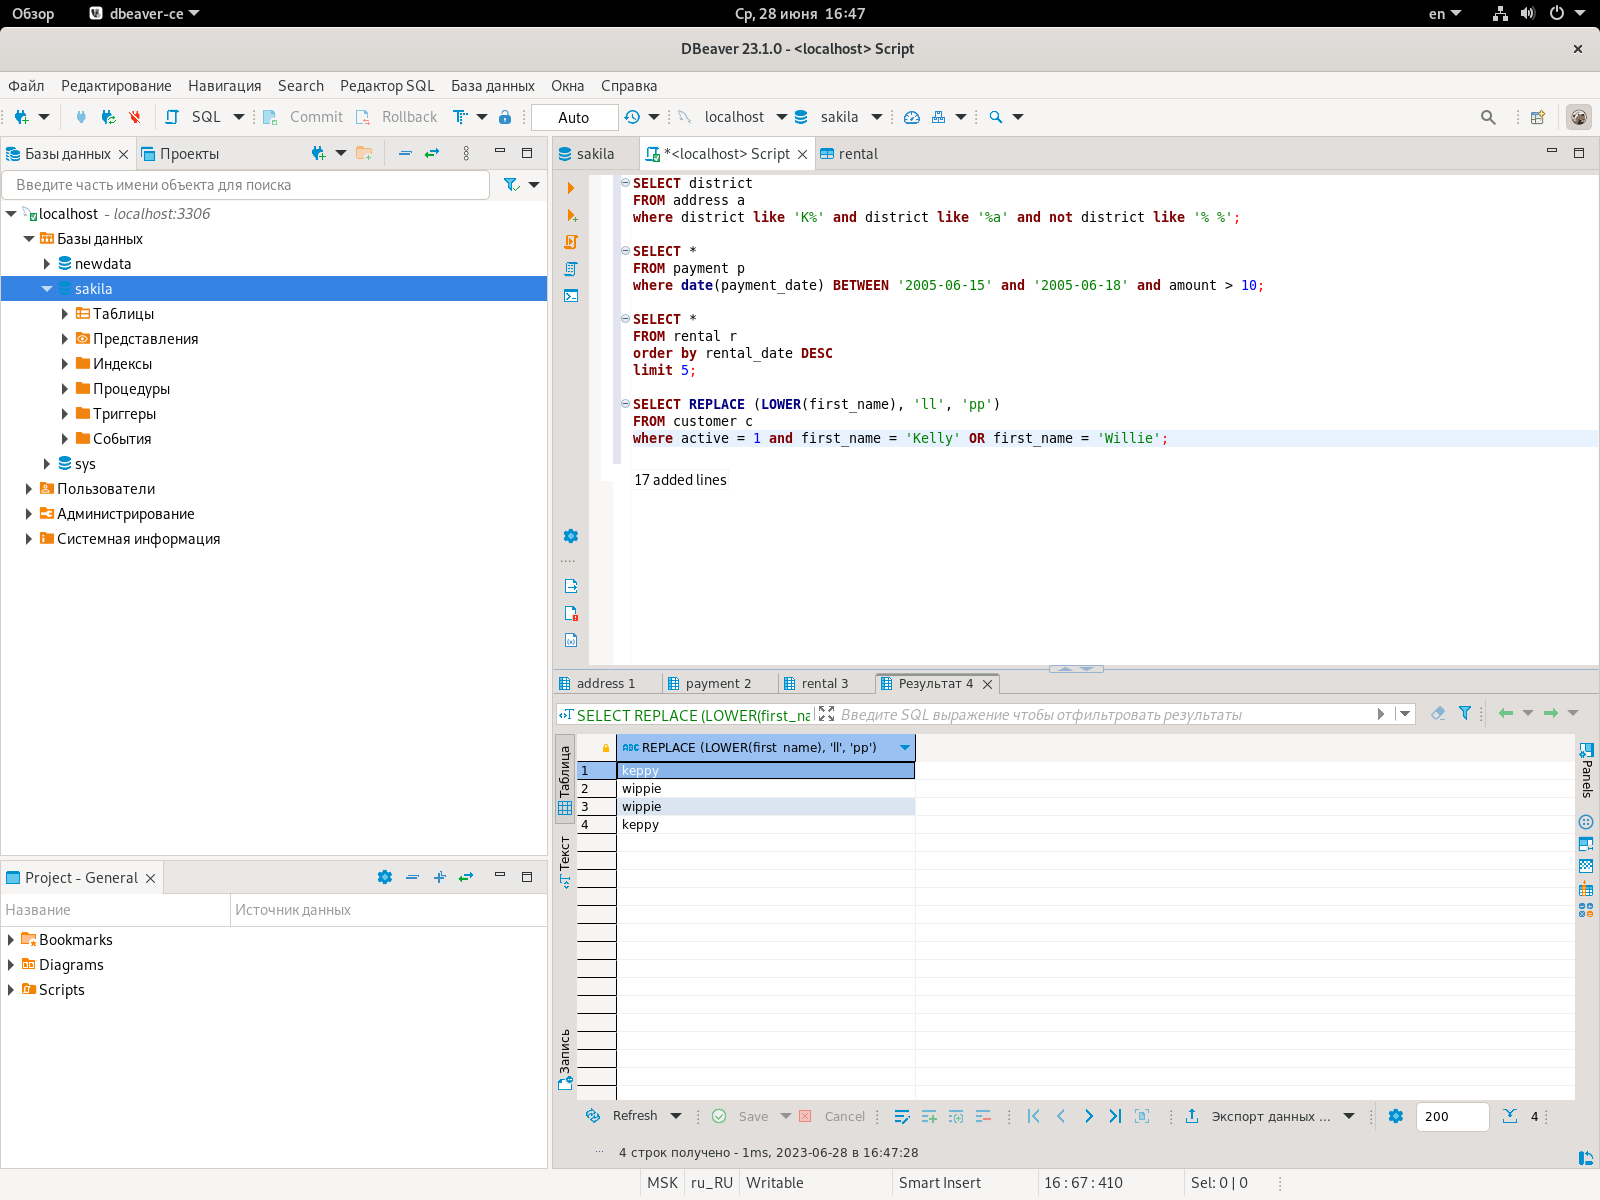 Обзор dbeaver-ce Ср, 28 июня 16:47 en
DBeaver 23.1.0 - <localhost> Script
Файл Редактирование Навигация Search Редактор SQL База данных Окна Справка
SQL Commit Rollback Auto localhost sakila
Базы данных Проекты
Введите часть имени объекта для поиска
localhost - localhost:3306
Базы данных
newdata
sakila
Таблицы
Представления
Индексы
Процедуры
Триггеры
События
sys
Пользователи
Администрирование
Системная информация
Project - General
Название Источник данных
Bookmarks
Diagrams
Scripts
sakila *<localhost> Script rental
SELECT district
FROM address a
where district like 'K%' and district like '%a' and not district like '% %';
SELECT *
FROM payment p
where date(payment_date) BETWEEN '2005-06-15' and '2005-06-18' and amount > 10;
SELECT *
FROM rental r
order by rental_date DESC
limit 5;
SELECT REPLACE (LOWER(first_name), 'll', 'pp')
FROM customer c
where active = 1 and first_name = 'Kelly' OR first_name = 'Willie';
17 added lines
address 1 payment 2 rental 3 Результат 4
SELECT REPLACE (LOWER(first_na Введите SQL выражение чтобы отфильтровать результаты
Таблица
Текст
Запись
REPLACE (LOWER(first_name), 'll', 'pp')
1 keppy
2 wippie
3 wippie
4 keppy
Panels
Refresh Save Cancel Экспорт данных ... 200 4
4 строк получено - 1ms, 2023-06-28 в 16:47:28
MSK ru_RU Writable Smart Insert 16 : 67 : 410 Sel: 0 | 0